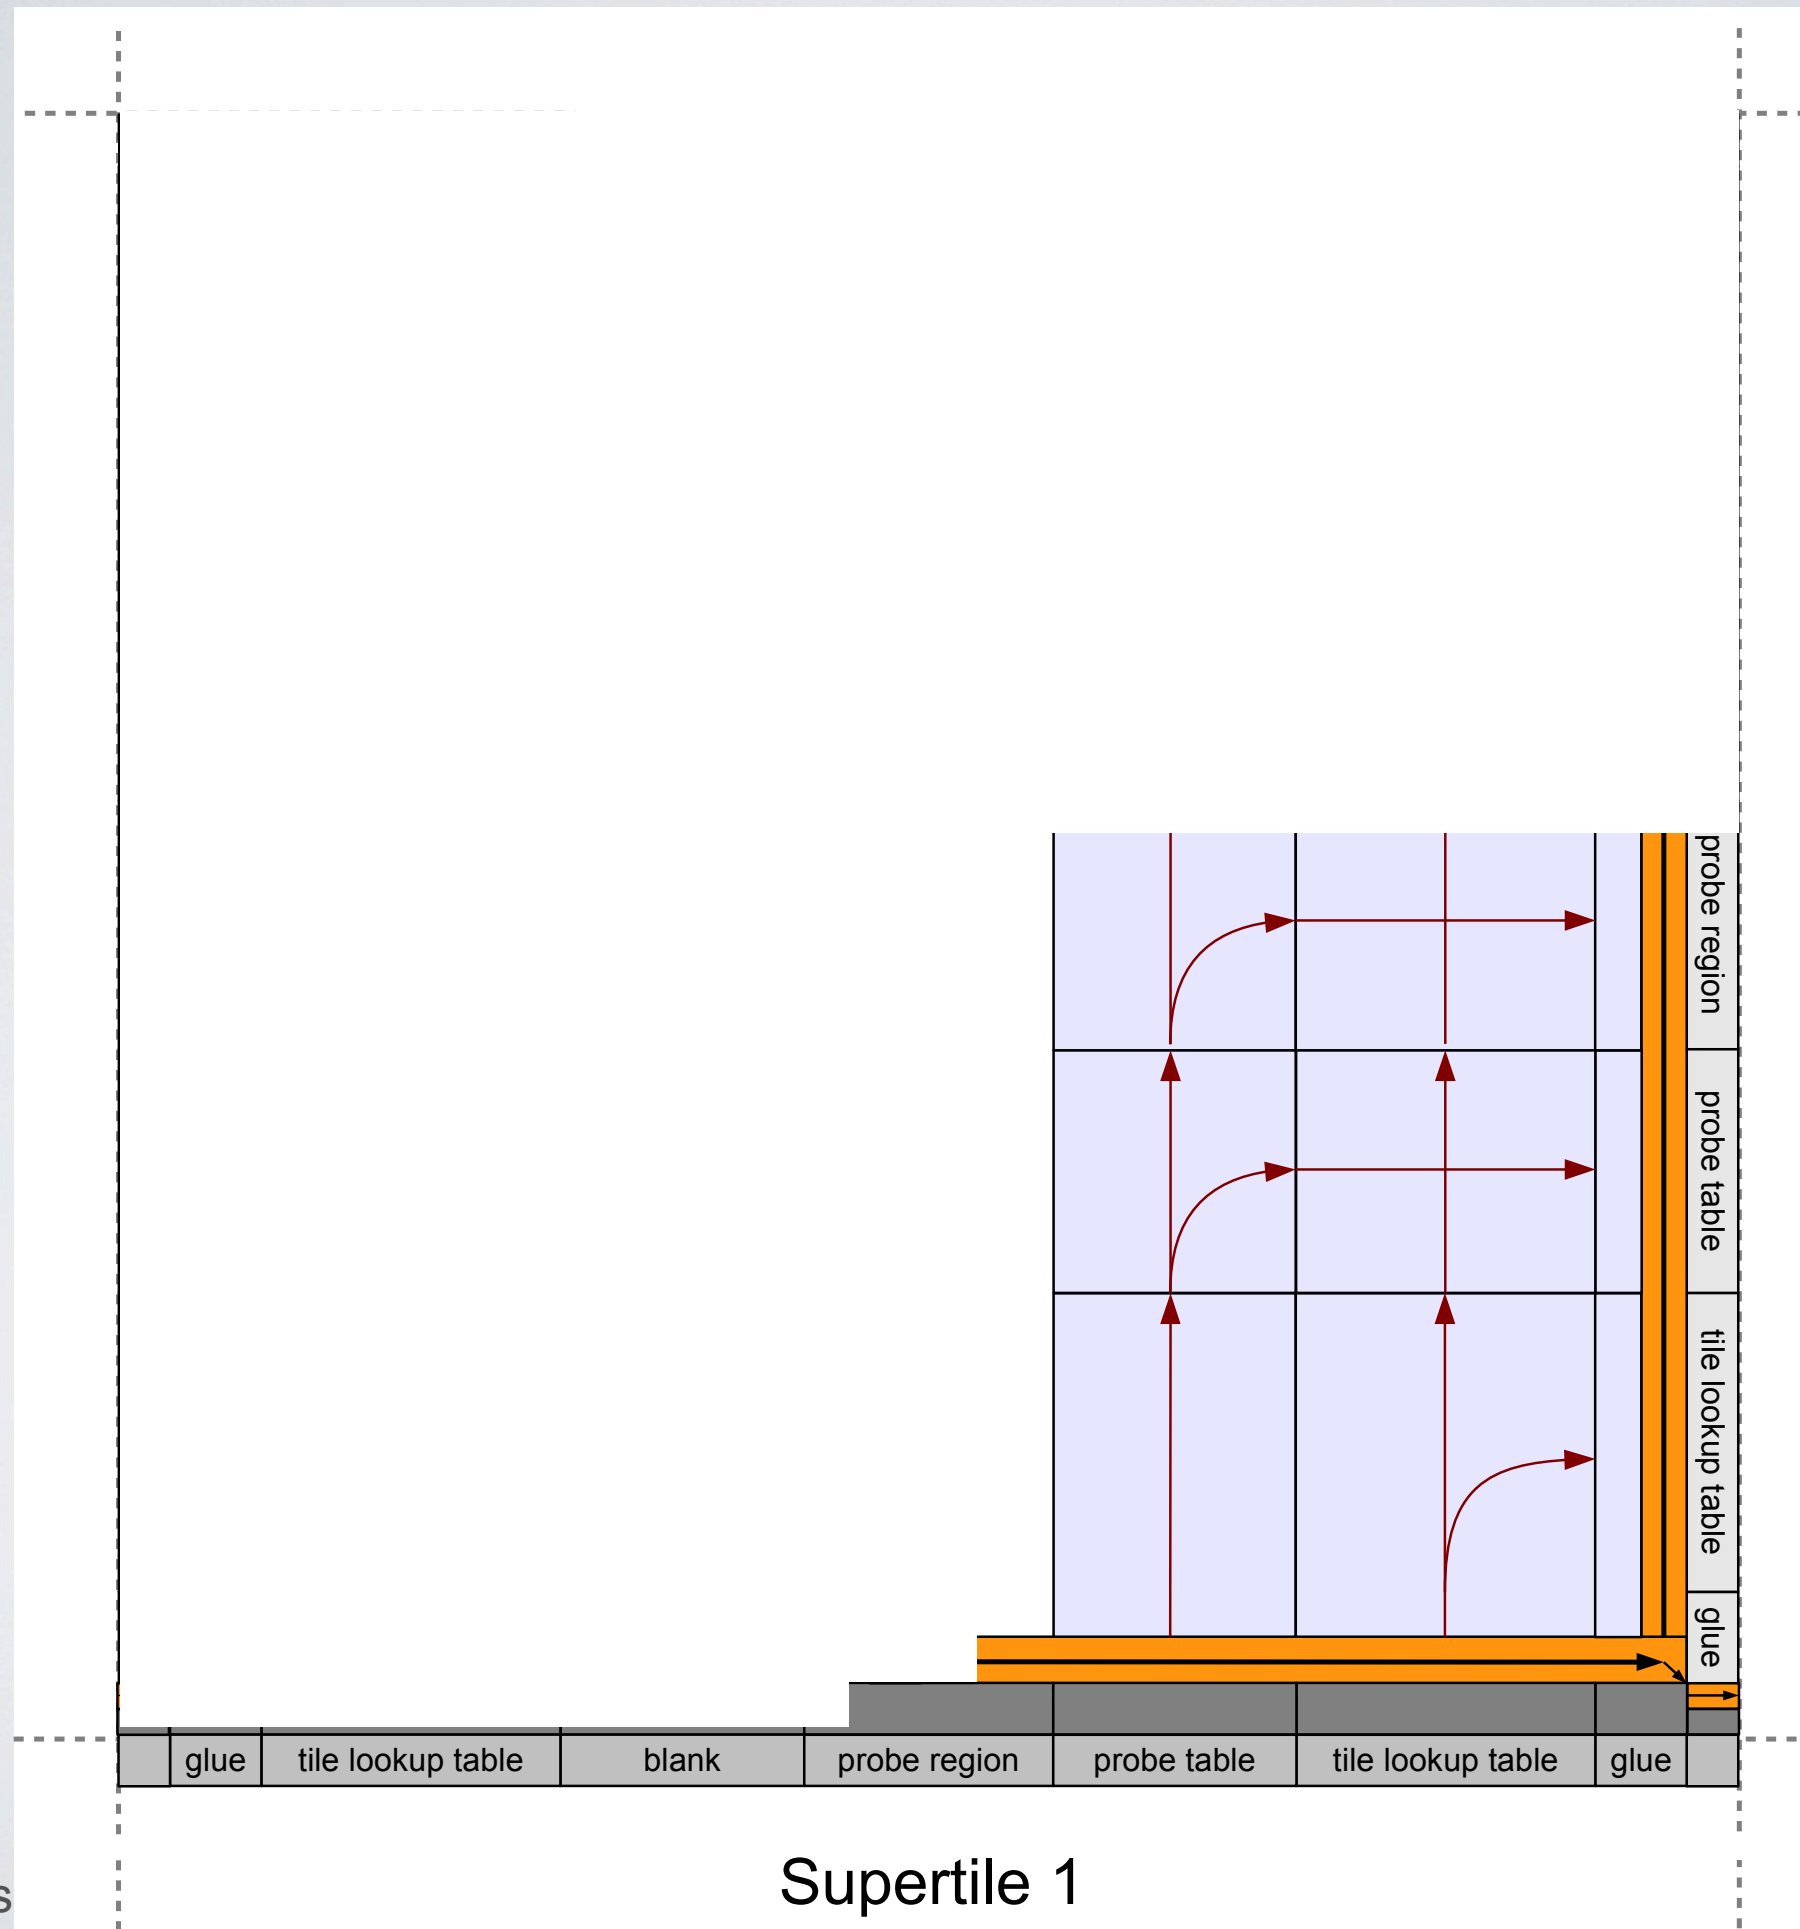 probe region
probe table
tile lookup table
glue
glue
tile lookup table
blank
probe region
probe table
tile lookup table
glue
Supertile 1
s